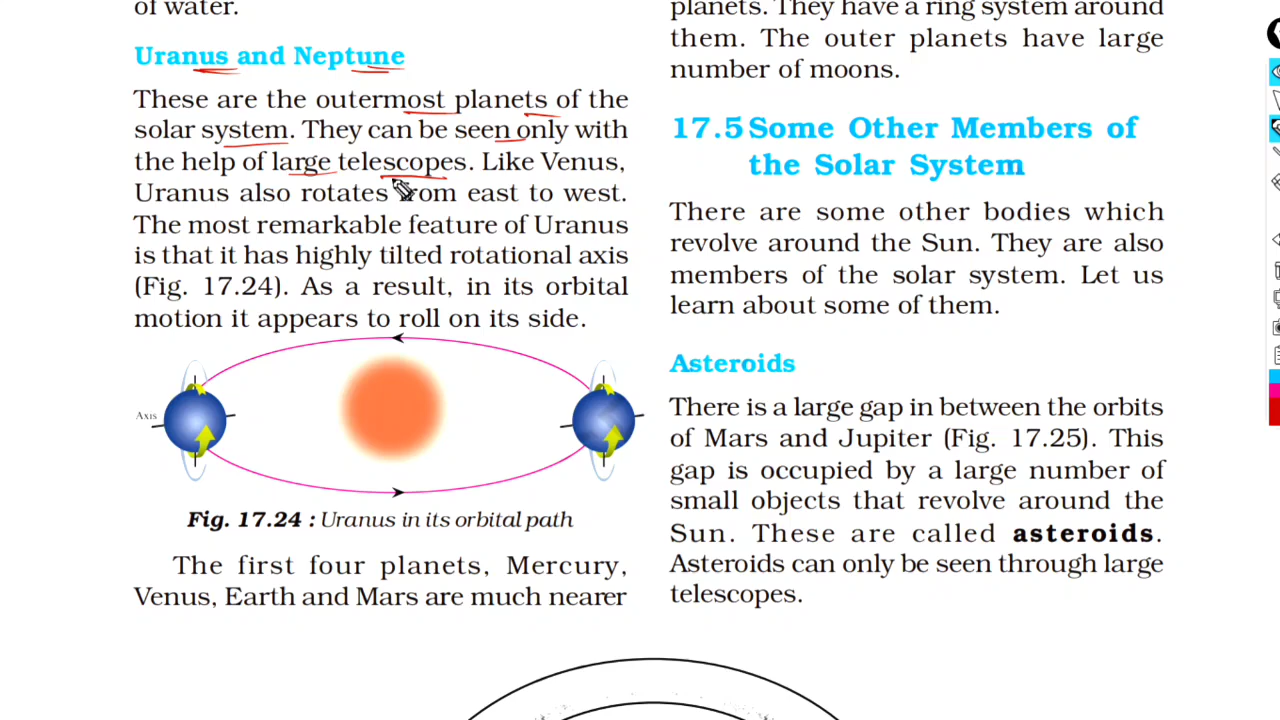 of water.
Uranus and Neptune
These are the outermost planets of the
solar system. They can be seen only with
the help of large telescopes. Like Venus,
Uranus also rotates from east to west.
The most remarkable feature of Uranus
is that it has highly tilted rotational axis
(Fig. 17.24). As a result, in its orbital
motion it appears to roll on its side.
Axis
Fig. 17.24 : Uranus in its orbital path
The first four planets, Mercury,
Venus, Earth and Mars are much nearer
planets. They have a ring system around
them. The outer planets have large
number of moons.
17.5 Some Other Members of
the Solar System
There are some other bodies which
revolve around the Sun. They are also
members of the solar system. Let us
learn about some of them.
Asteroids
There is a large gap in between the orbits
of Mars and Jupiter (Fig. 17.25). This
gap is occupied by a large number of
small objects that revolve around the
Sun. These are called asteroids.
Asteroids can only be seen through large
telescopes.